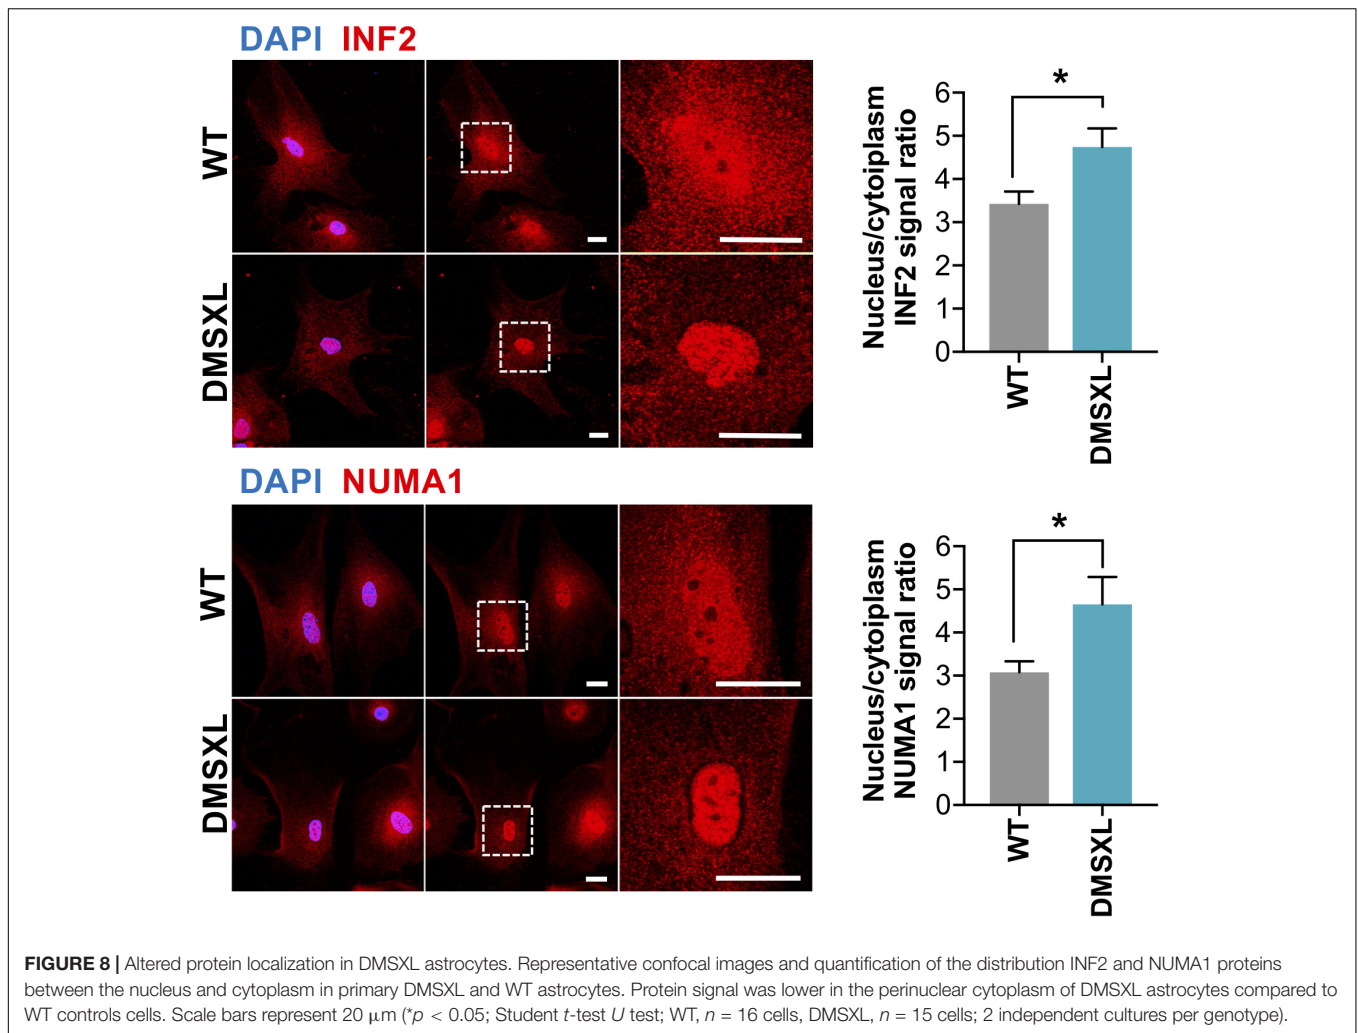 DAPI INF2
WT
DMSXL
Nucleus/cytoiplasm
INF2 signal ratio
6
5
4
3
2
1
0
*
WT
DMSXL
DAPI NUMA1
WT
DMSXL
Nucleus/cytoiplasm
NUMA1 signal ratio
6
5
4
3
2
1
0
*
WT
DMSXL
FIGURE 8 | Altered protein localization in DMSXL astrocytes. Representative confocal images and quantification of the distribution INF2 and NUMA1 proteins
between the nucleus and cytoplasm in primary DMSXL and WT astrocytes. Protein signal was lower in the perinuclear cytoplasm of DMSXL astrocytes compared to
WT controls cells. Scale bars represent 20 μm (*p < 0.05; Student t-test U test; WT, n = 16 cells, DMSXL, n = 15 cells; 2 independent cultures per genotype).